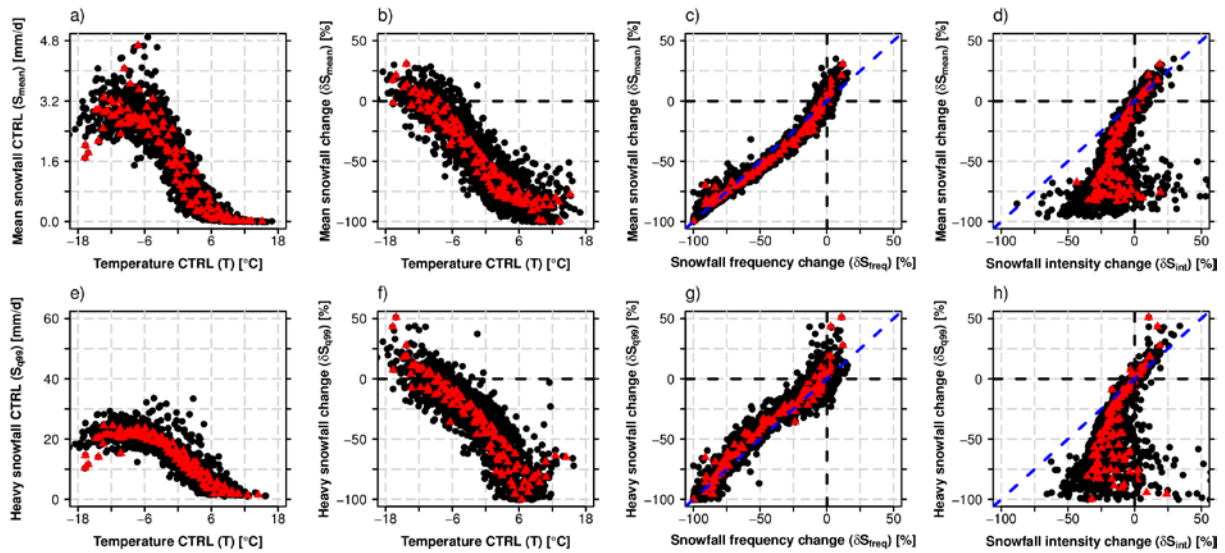 a)
Mean snowfall CTRL (Smean) [mm/d]
4.8
3.2
1.6
0.0
−18 −6 6 18
Temperature CTRL (T) [°C]
b)
[%]
Mean snowfall change (δSmean)
50
0
−50
−100
−18 −6 6 18
Temperature CTRL (T) [°C]
c)
[%]
Mean snowfall change (δSmean)
50
0
−50
−100
−100 −50 0 50
Snowfall frequency change (δSfreq) [%]
d)
[%]
Mean snowfall change (δSmean)
50
0
−50
−100
−100 −50 0 50
Snowfall intensity change (δSint) [%]
e)
Heavy snowfall CTRL (Sq99) [mm/d]
60
40
20
0
−18 −6 6 18
Temperature CTRL (T) [°C]
f)
[%]
Heavy snowfall change (δSq99)
50
0
−50
−100
−18 −6 6 18
Temperature CTRL (T) [°C]
g)
[%]
Heavy snowfall change (δSq99)
50
0
−50
−100
−100 −50 0 50
Snowfall frequency change (δSfreq) [%]
h)
[%]
Heavy snowfall change (δSq99)
50
0
−50
−100
−100 −50 0 50
Snowfall intensity change (δSint) [%]